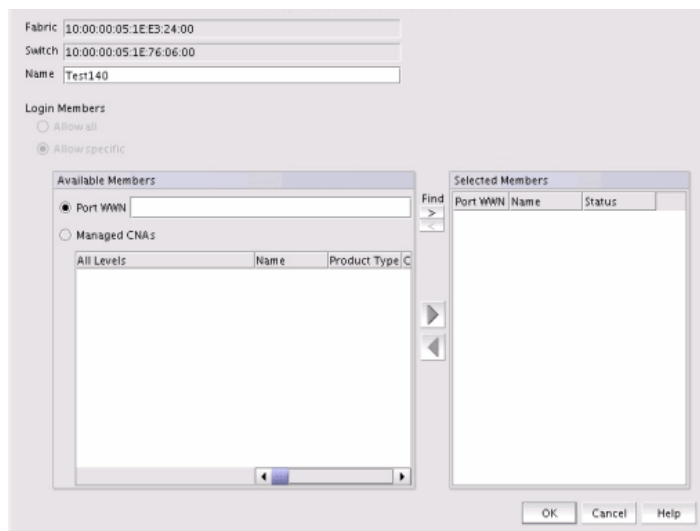 Fabric 10:00:00:05:1E:E3:24:00
Switch 10:00:00:05:1E:76:06:00
Name Test140
Login Members
Allow all
Allow specific
Available Members
Port WWN
Managed CNAs
All Levels Name Product Type C
Find
>
<
Selected Members
Port WWN Name Status
OK Cancel Help